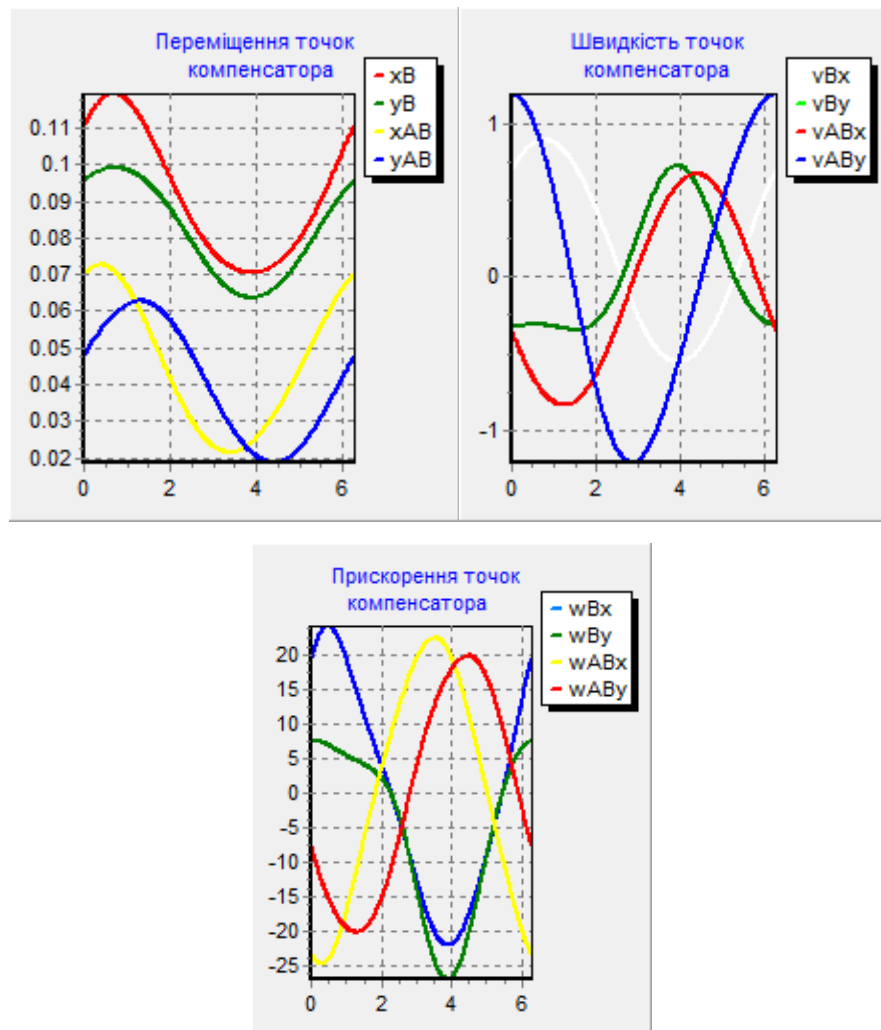 Переміщення точок
компенсатора
xB
yB
xAB
yAB
0.11
0.1
0.09
0.08
0.07
0.06
0.05
0.04
0.03
0.02
0 2 4 6
Швидкість точок
компенсатора
vBx
vBy
vABx
vABy
1
0
-1
0 2 4 6
Прискорення точок
компенсатора
wBx
wBy
wABx
wABy
20
15
10
5
0
-5
-10
-15
-20
-25
0 2 4 6